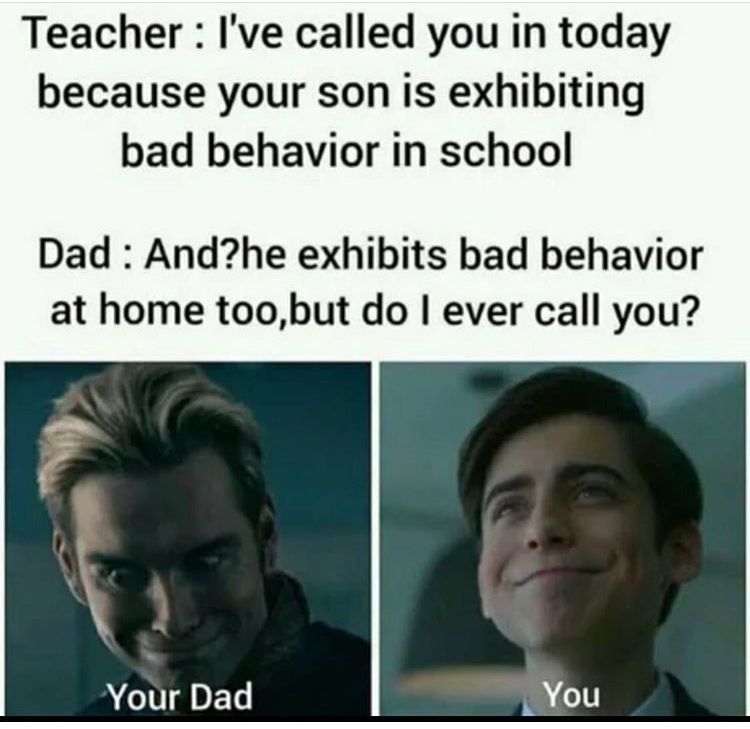 Teacher : I've called you in today
because your son is exhibiting
bad behavior in school
Dad : And?he exhibits bad behavior
at home too,but do I ever call you?
Your Dad
You